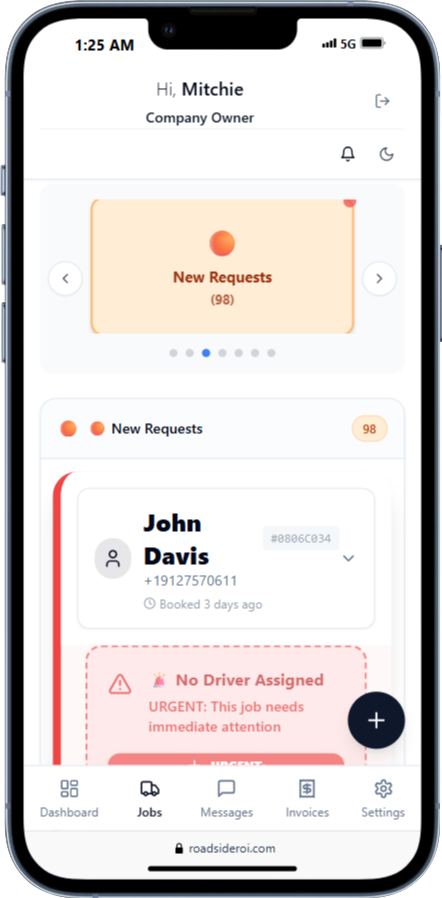 1:25 AM
5G
Hi, Mitchie
Company Owner
New Requests
(98)
New Requests
98
John
Davis
#0806C034
+19127570611
Booked 3 days ago
No Driver Assigned
URGENT: This job needs
immediate attention
URGENT
Dashboard
Jobs
Messages
Invoices
Settings
roadsideroi.com